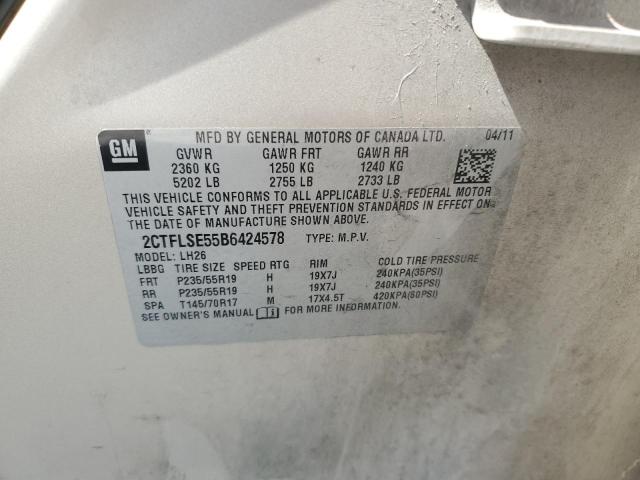 GM ® MFD BY GENERAL MOTORS OF CANADA LTD. 04/11
GVWR GAWR FRT GAWR RR
2360 KG 1250 KG 1240 KG
5202 LB 2755 LB 2733 LB
THIS VEHICLE CONFORMS TO ALL APPLICABLE U.S. FEDERAL MOTOR
VEHICLE SAFETY AND THEFT PREVENTION STANDARDS IN EFFECT ON
THE DATE OF MANUFACTURE SHOWN ABOVE.
2CTFLSE55B6424578 TYPE: M.P.V.
MODEL: LH26
LBBG TIRE SIZE SPEED RTG RIM COLD TIRE PRESSURE
FRT P235/55R19 H 19X7J 240KPA(35PSI)
RR P235/55R19 H 19X7J 240KPA(35PSI)
SPA T145/70R17 M 17X4.5T 420KPA(60PSI)
SEE OWNER'S MANUAL FOR MORE INFORMATION